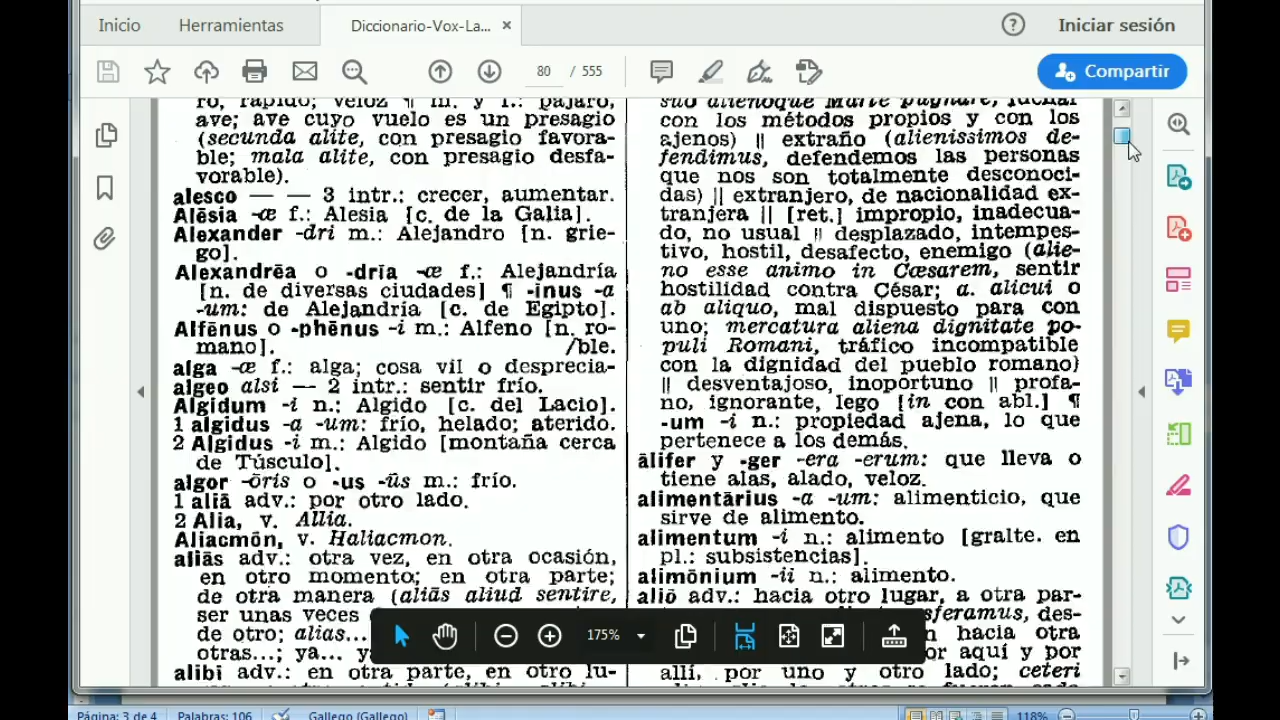 Inicio Herramientas Diccionario-Vox-La... × ? Iniciar sesión
80 / 555 Compartir
ro, rápido; veloz ¶ m. y f.: pájaro,
ave; ave cuyo vuelo es un presagio
(secunda alite, con presagio favora-
ble; mala alite, con presagio desfa-
vorable).
alesco — — 3 intr.: crecer, aumentar.
Alēsia -æ f.: Alesia [c. de la Galia].
Alexander -dri m.: Alejandro [n. grie-
go].
Alexandrēa o -dria -æ f.: Alejandría
[n. de diversas ciudades] ¶ -inus -a
-um: de Alejandria [c. de Egipto].
Alfēnus o -phēnus -i m.: Alfeno [n. ro-
mano]. /ble.
alga -æ f.: alga; cosa vil o desprecia-
algeo alsi — 2 intr.: sentir frío.
Algidum -i n.: Algido [c. del Lacio].
1 algidus -a -um: frío, helado; aterido.
2 Algidus -i m.: Algido [montaña cerca
de Túsculo].
algor -ōris o -us -ūs m.: frío.
1 aliā adv.: por otro lado.
2 Alia, v. Allia.
Aliacmōn, v. Haliacmon.
aliās adv.: otra vez, en otra ocasión,
en otro momento; en otra parte;
de otra manera (aliās aliud sentire,
ser unas veces
de otro; alias...
otras...; ya...
alibi adv.: en otra parte, en otro lu-
suo alienoque Marte pugnare, luchar
con los métodos propios y con los
ajenos) || extraño (alienissimos de-
fendimus, defendemos las personas
que nos son totalmente desconoci-
das) || extranjero, de nacionalidad ex-
tranjera || [ret.] impropio, inadecua-
do, no usual || desplazado, intempes-
tivo, hostil, desafecto, enemigo (alie-
no esse animo in Cæsarem, sentir
hostilidad contra César; a. alicui o
ab aliquo, mal dispuesto para con
uno; mercatura aliena dignitate po-
puli Romani, tráfico incompatible
con la dignidad del pueblo romano)
|| desventajoso, inoportuno || profa-
no, ignorante, lego [in con abl.] ¶
-um -i n.: propiedad ajena, lo que
pertenece a los demás.
ālifer y -ger -era -erum: que lleva o
tiene alas, alado, veloz.
alimentārius -a -um: alimenticio, que
sirve de alimento.
alimentum -i n.: alimento [gralte. en
pl.: subsistencias].
alimōnium -ii n.: alimento.
aliō adv.: hacia otro lugar, a otra par-
sferamus, des-
hacia otra
por aquí y por
allí, por uno y otro lado; ceteri
175%
Página: 3 de 4 Palabras: 106 Gallego (Gallego) 118%